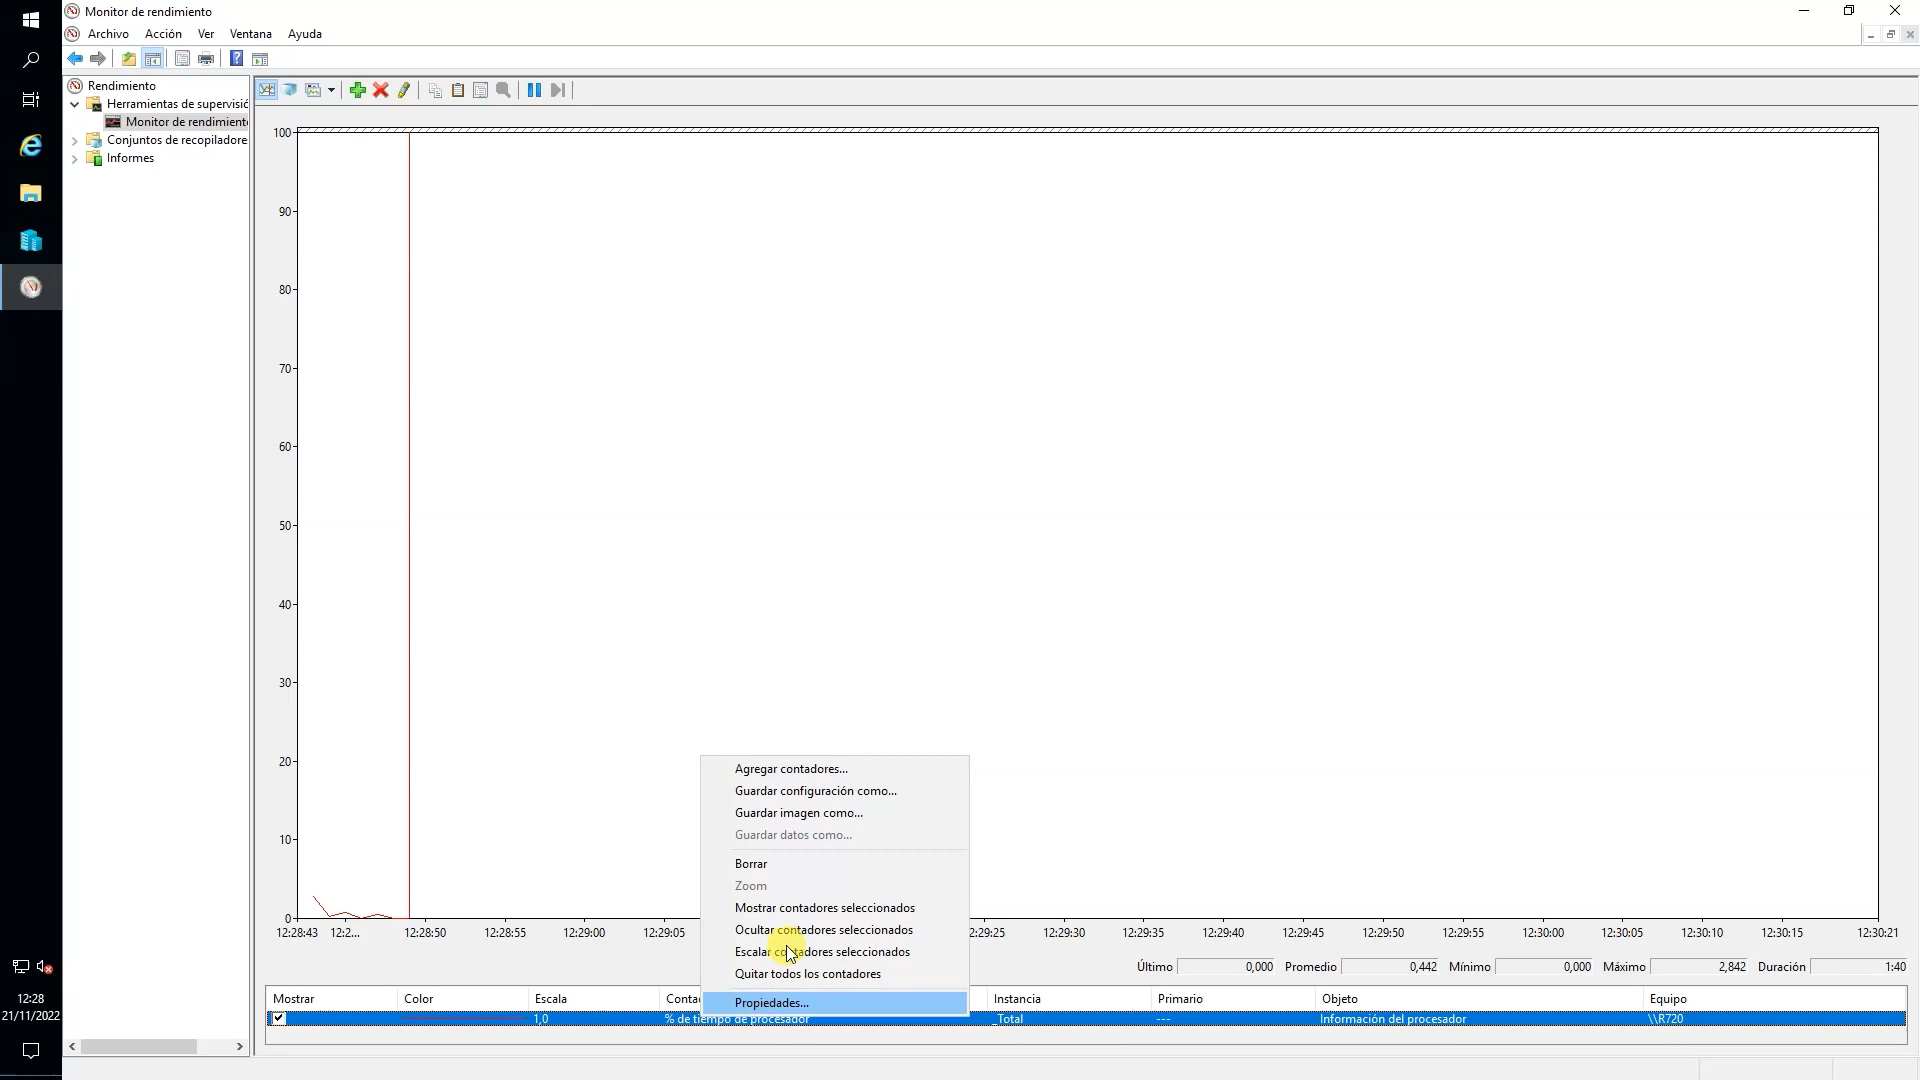 Monitor de rendimiento
Archivo Acción Ver Ventana Ayuda
Rendimiento
Herramientas de supervisió
Monitor de rendimient
Conjuntos de recopiladore
Informes
100
90
80
70
60
50
40
30
20
10
0
12:28:43 12:2... 12:28:50 12:28:55 12:29:00 12:29:05 2:29:25 12:29:30 12:29:35 12:29:40 12:29:45 12:29:50 12:29:55 12:30:00 12:30:05 12:30:10 12:30:15 12:30:21
Agregar contadores...
Guardar configuración como...
Guardar imagen como...
Guardar datos como...
Borrar
Zoom
Mostrar contadores seleccionados
Ocultar contadores seleccionados
Escalar contadores seleccionados
Quitar todos los contadores
Propiedades...
Último 0,000 Promedio 0,442 Mínimo 0,000 Máximo 2,842 Duración 1:40
Mostrar Color Escala Conta Instancia Primario Objeto Equipo
1,0 % de tiempo de procesador _Total --- Información del procesador \\R720
12:28
21/11/2022